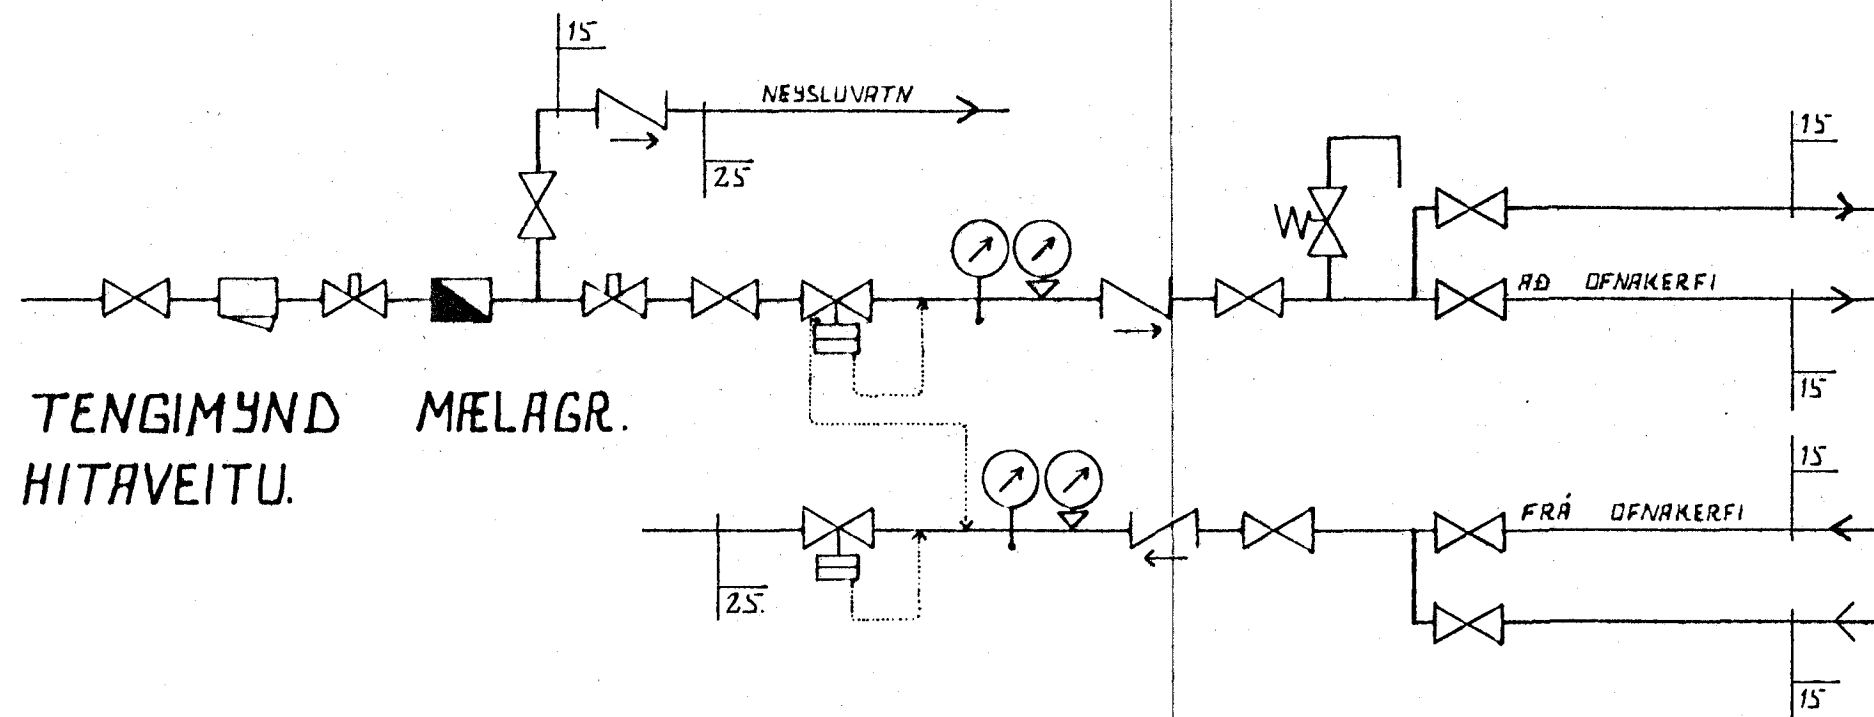 15
NEYSLUVATN
25
15
AÐ OFNAKERFI
15
TENGIMYND MÆLAGR.
HITAVEITU.
15
FRÁ OFNAKERFI
25.
15